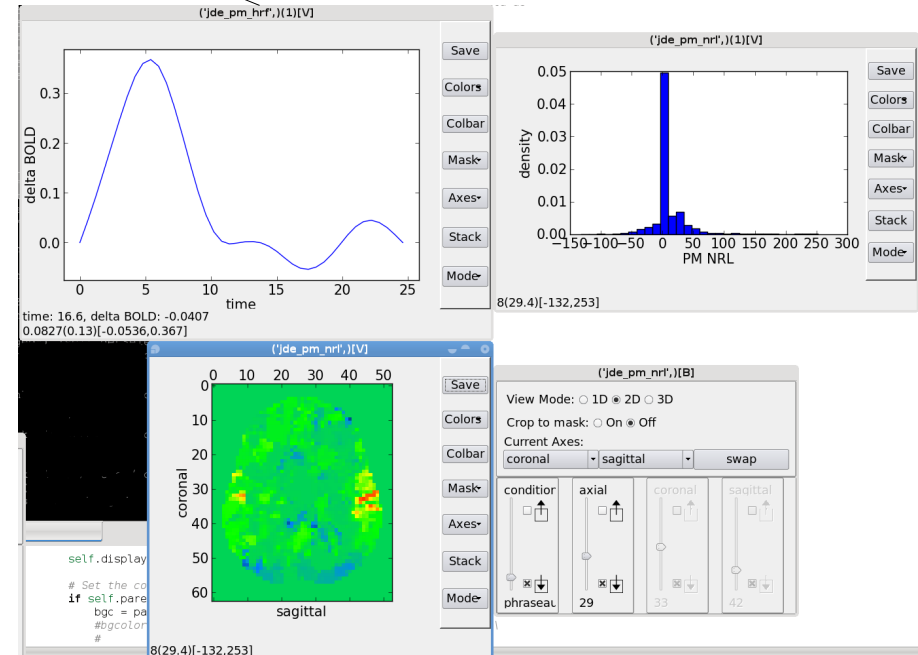 ('jde_pm_hrf',)(1)[V]
delta BOLD
0.3
0.2
0.1
0.0
0 5 10 15 20 25
time
Save
Colors
Colbar
Mask
Axes
Stack
Mode
time: 16.6, delta BOLD: -0.0407
0.0827(0.13)[-0.0536,0.367]
('jde_pm_nrl',)(1)[V]
density
0.05
0.04
0.03
0.02
0.01
0.00
−150 −100 −50 0 50 100 150 200 250 300
PM NRL
Save
Colors
Colbar
Mask
Axes
Stack
Mode
8(29.4)[-132,253]
('jde_pm_nrl',)[V]
0 10 20 30 40 50
0
10
20
30
40
50
60
coronal
sagittal
Save
Colors
Colbar
Mask
Axes
Stack
Mode
8(29.4)[-132,253]
('jde_pm_nrl',)[B]
View Mode: 1D 2D 3D
Crop to mask: On Off
Current Axes:
coronal sagittal swap
condition axial coronal sagittal
phraseau 29 33 42
self.display
# Set the co
if self.pare
bgc = pa
#bgcolor
#